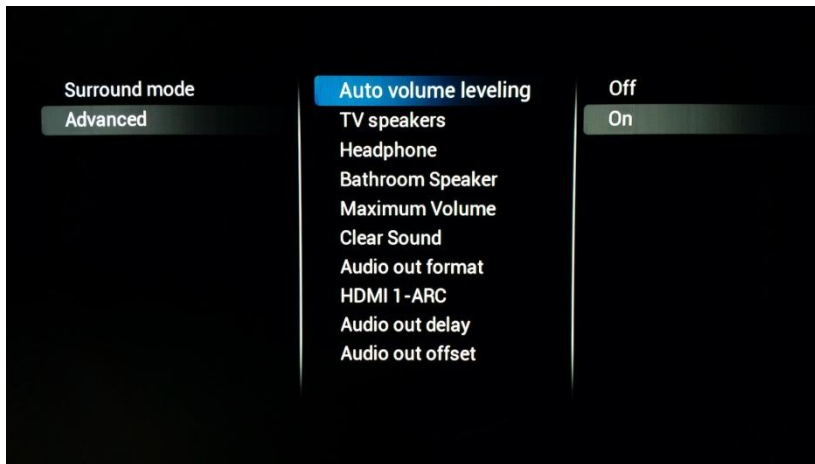 Surround mode
Advanced
Auto volume leveling
TV speakers
Headphone
Bathroom Speaker
Maximum Volume
Clear Sound
Audio out format
HDMI 1-ARC
Audio out delay
Audio out offset
Off
On